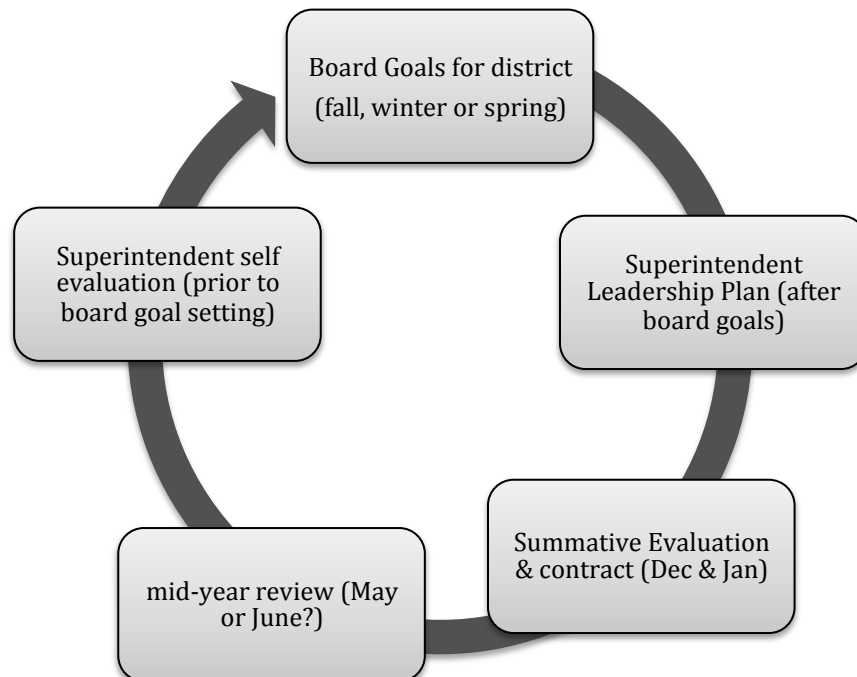 Board Goals for district
(fall, winter or spring)
Superintendent
Leadership Plan (after
board goals)
Summative Evaluation
& contract (Dec & Jan)
mid-year review (May
or June?)
Superintendent self
evaluation (prior to
board goal setting)